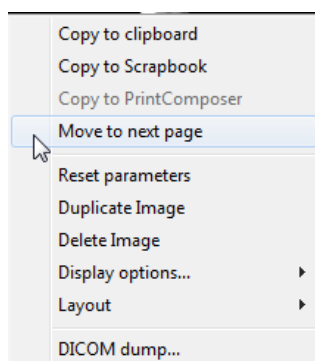 Copy to clipboard
Copy to Scrapbook
Copy to PrintComposer
Move to next page
Reset parameters
Duplicate Image
Delete Image
Display options...
Layout
DICOM dump...